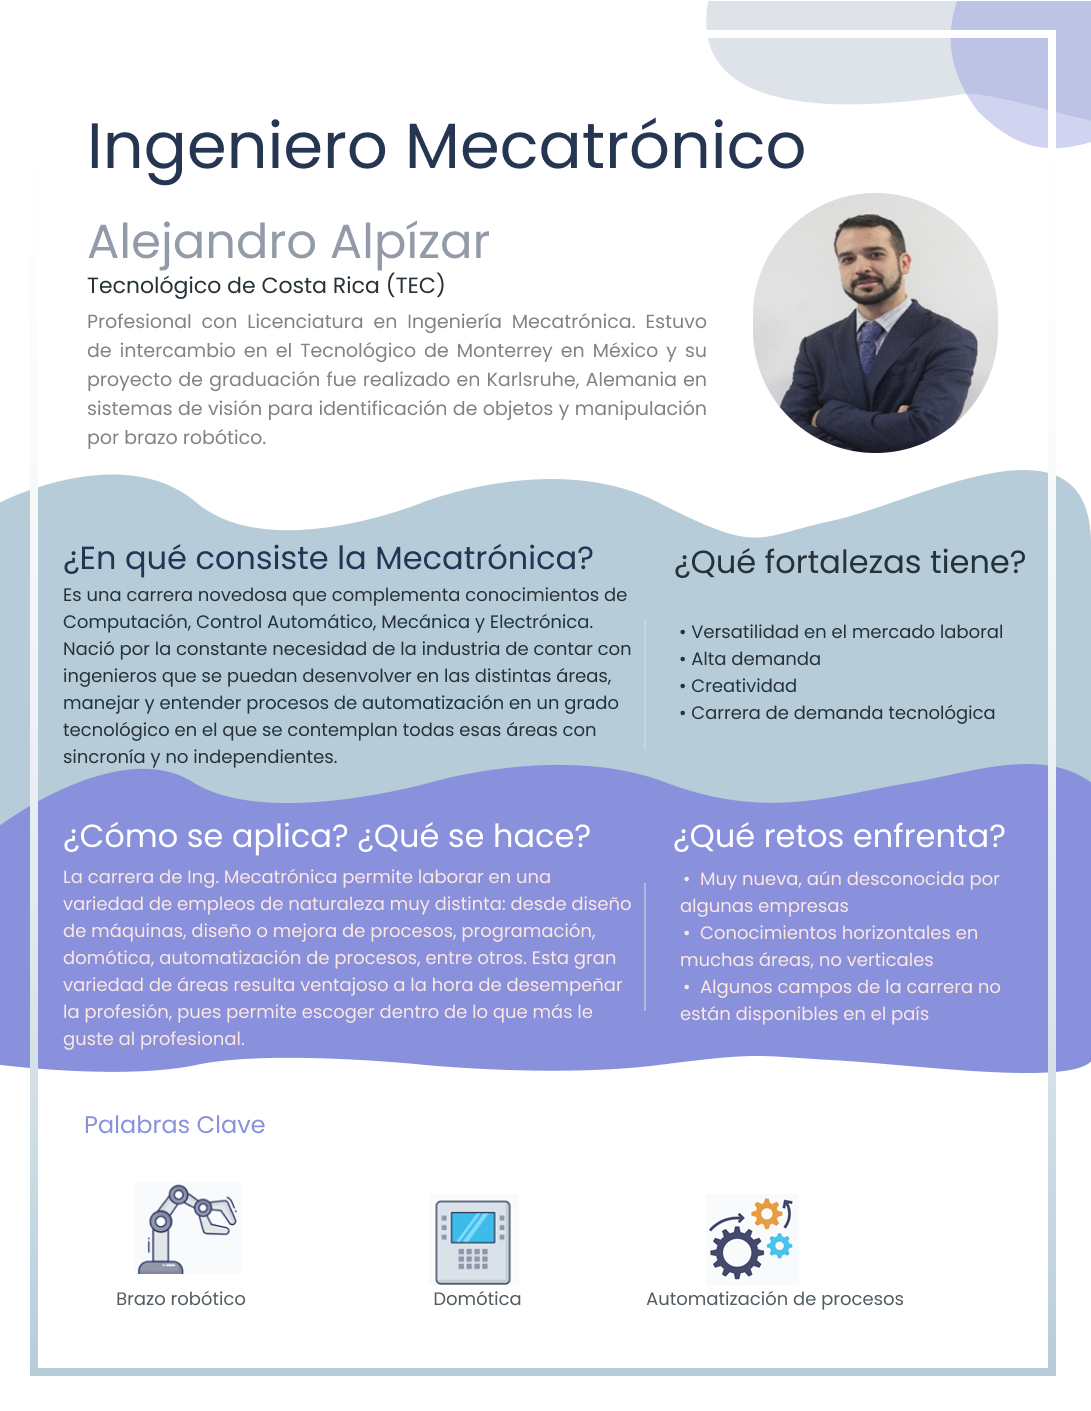 Ingeniero Mecatrónico
Alejandro Alpízar
Tecnológico de Costa Rica (TEC)
Profesional con Licenciatura en Ingeniería Mecatrónica. Estuvo
de intercambio en el Tecnológico de Monterrey en México y su
proyecto de graduación fue realizado en Karlsruhe, Alemania en
sistemas de visión para identificación de objetos y manipulación
por brazo robótico.
¿En qué consiste la Mecatrónica?
Es una carrera novedosa que complementa conocimientos de
Computación, Control Automático, Mecánica y Electrónica.
Nació por la constante necesidad de la industria de contar con
ingenieros que se puedan desenvolver en las distintas áreas,
manejar y entender procesos de automatización en un grado
tecnológico en el que se contemplan todas esas áreas con
sincronía y no independientes.
¿Qué fortalezas tiene?
• Versatilidad en el mercado laboral
• Alta demanda
• Creatividad
• Carrera de demanda tecnológica
¿Cómo se aplica? ¿Qué se hace?
La carrera de Ing. Mecatrónica permite laborar en una
variedad de empleos de naturaleza muy distinta: desde diseño
de máquinas, diseño o mejora de procesos, programación,
domótica, automatización de procesos, entre otros. Esta gran
variedad de áreas resulta ventajoso a la hora de desempeñar
la profesión, pues permite escoger dentro de lo que más le
guste al profesional.
¿Qué retos enfrenta?
• Muy nueva, aún desconocida por
algunas empresas
• Conocimientos horizontales en
muchas áreas, no verticales
• Algunos campos de la carrera no
están disponibles en el país
Palabras Clave
Brazo robótico
Domótica
Automatización de procesos